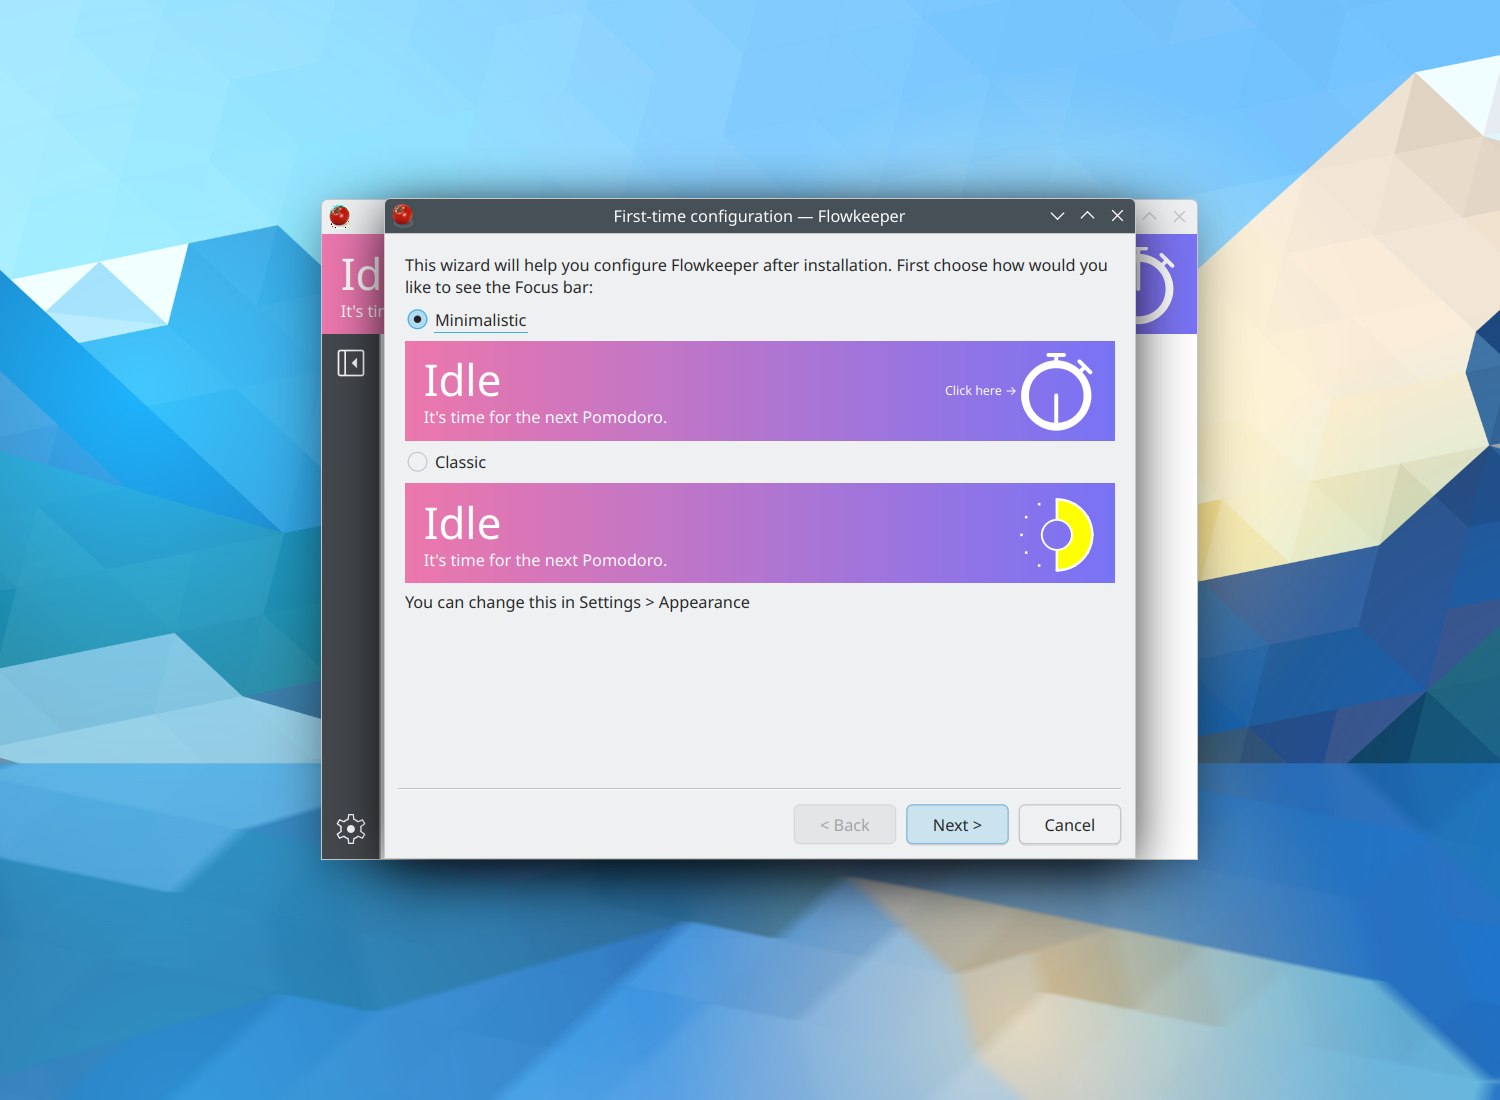 First-time configuration — Flowkeeper
Id
It's tir
This wizard will help you configure Flowkeeper after installation. First choose how would you
like to see the Focus bar:
Minimalistic
Idle
It's time for the next Pomodoro.
Click here →
Classic
Idle
It's time for the next Pomodoro.
You can change this in Settings > Appearance
< Back
Next >
Cancel